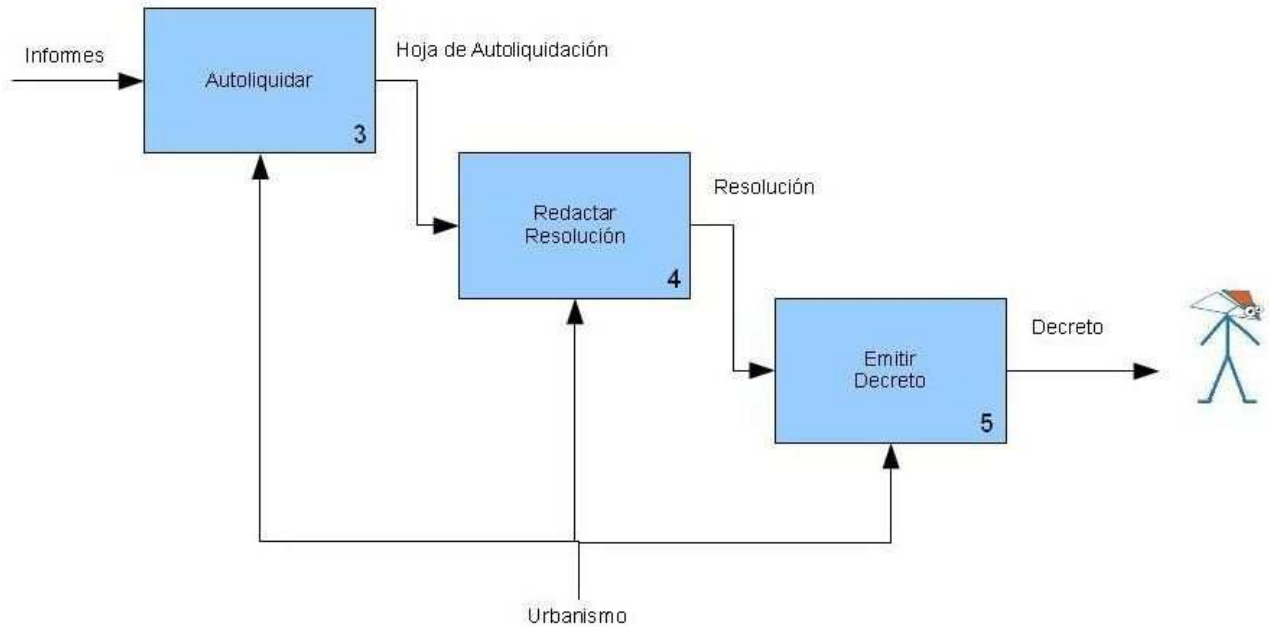 Informes
Autoliquidar
3
Hoja de Autoliquidación
Redactar
Resolución
4
Resolución
Emitir
Decreto
5
Decreto
Urbanismo